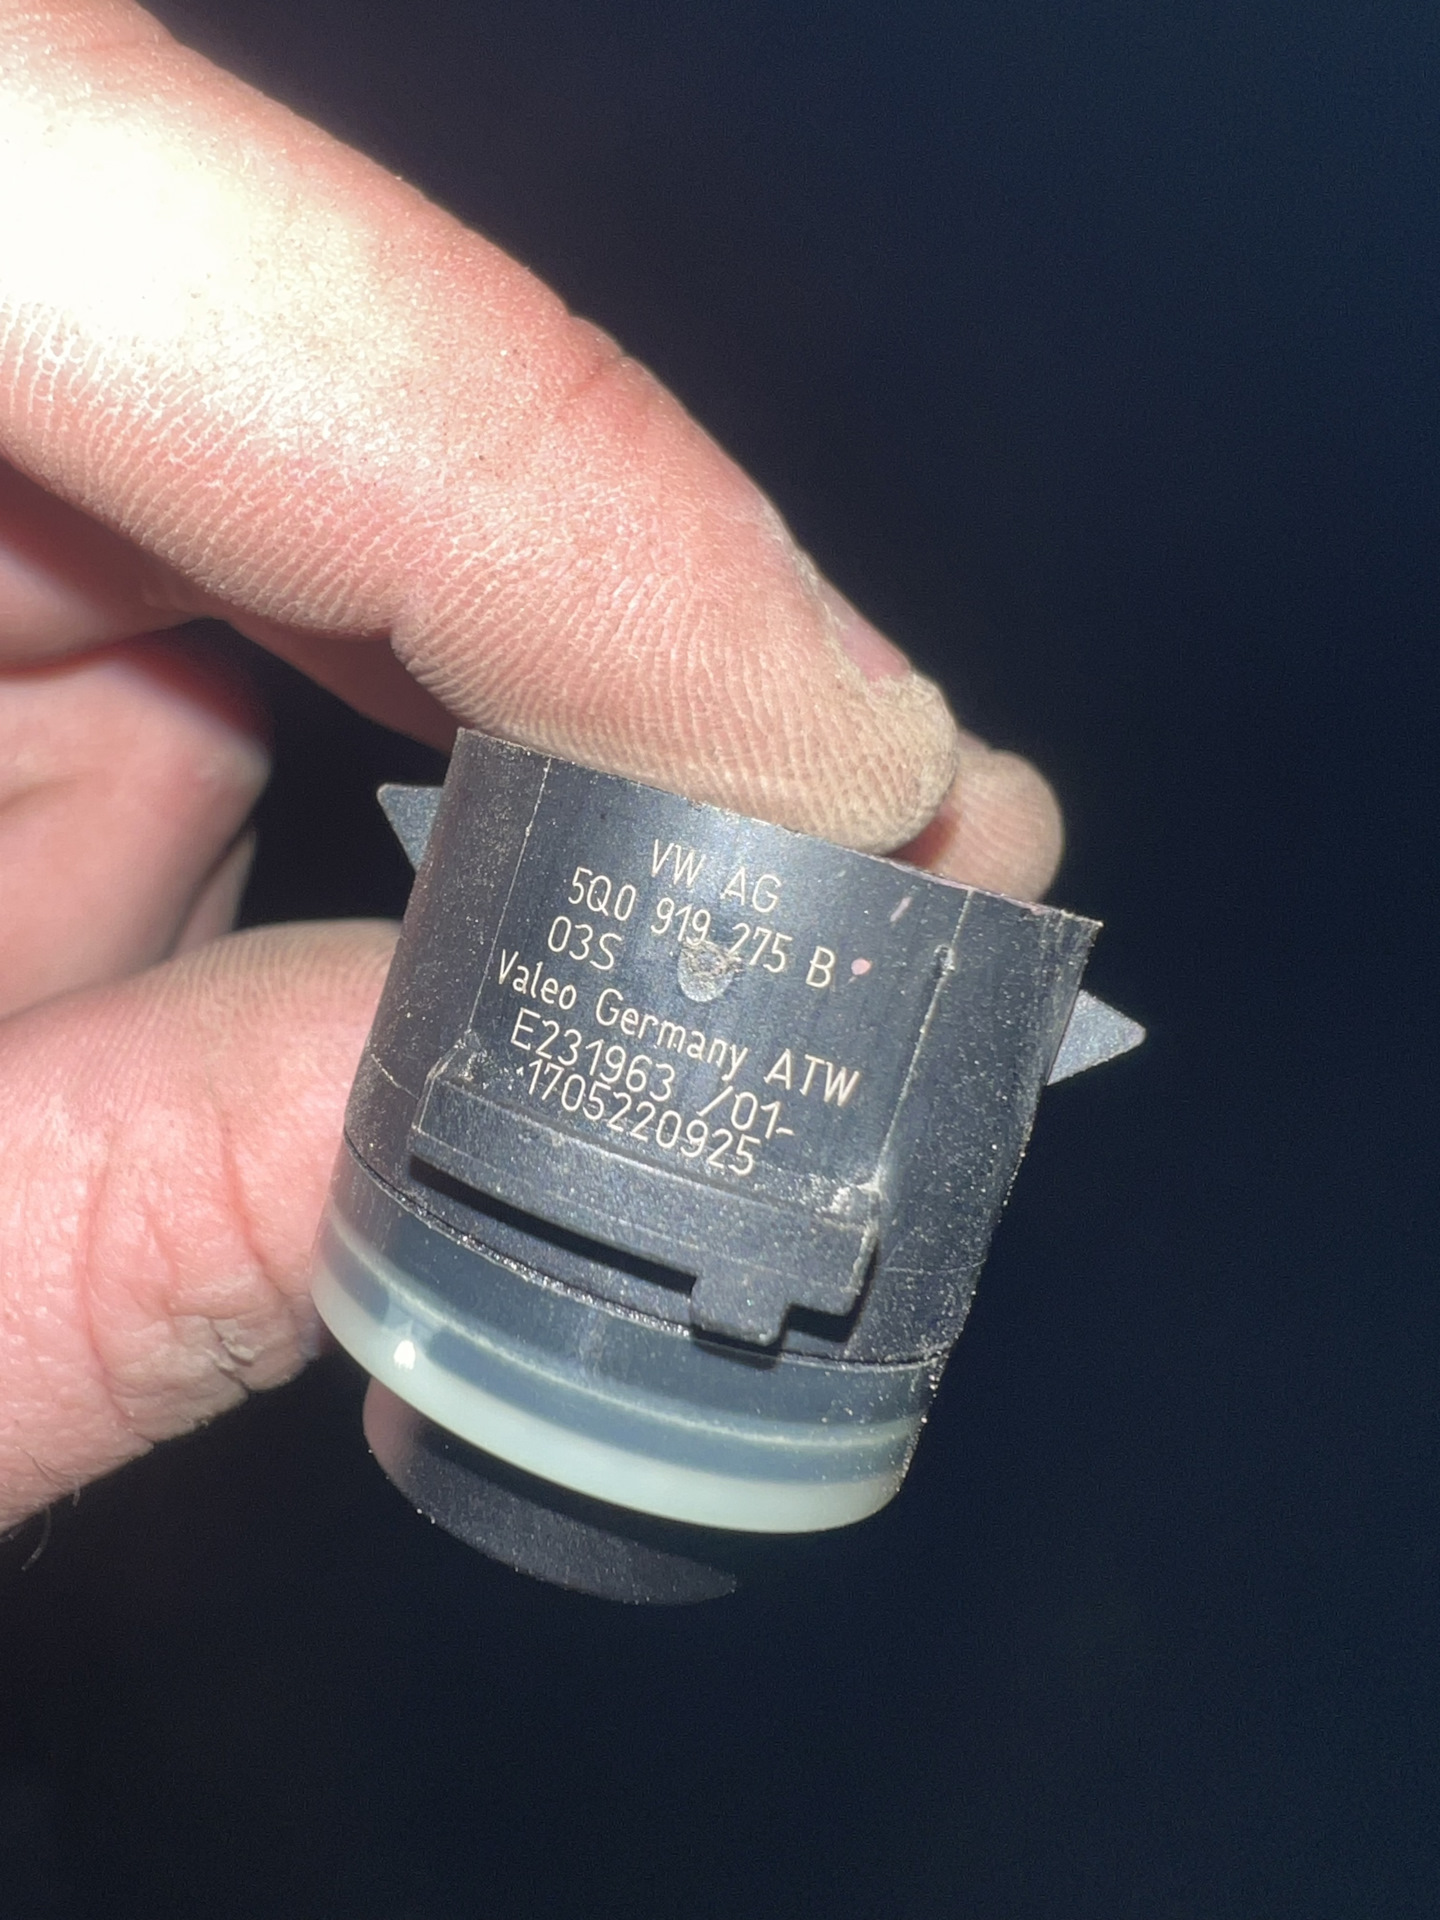 VW AG
5Q0 919 275 B
03S
Valeo Germany ATW
E231963 /01-
1705220925